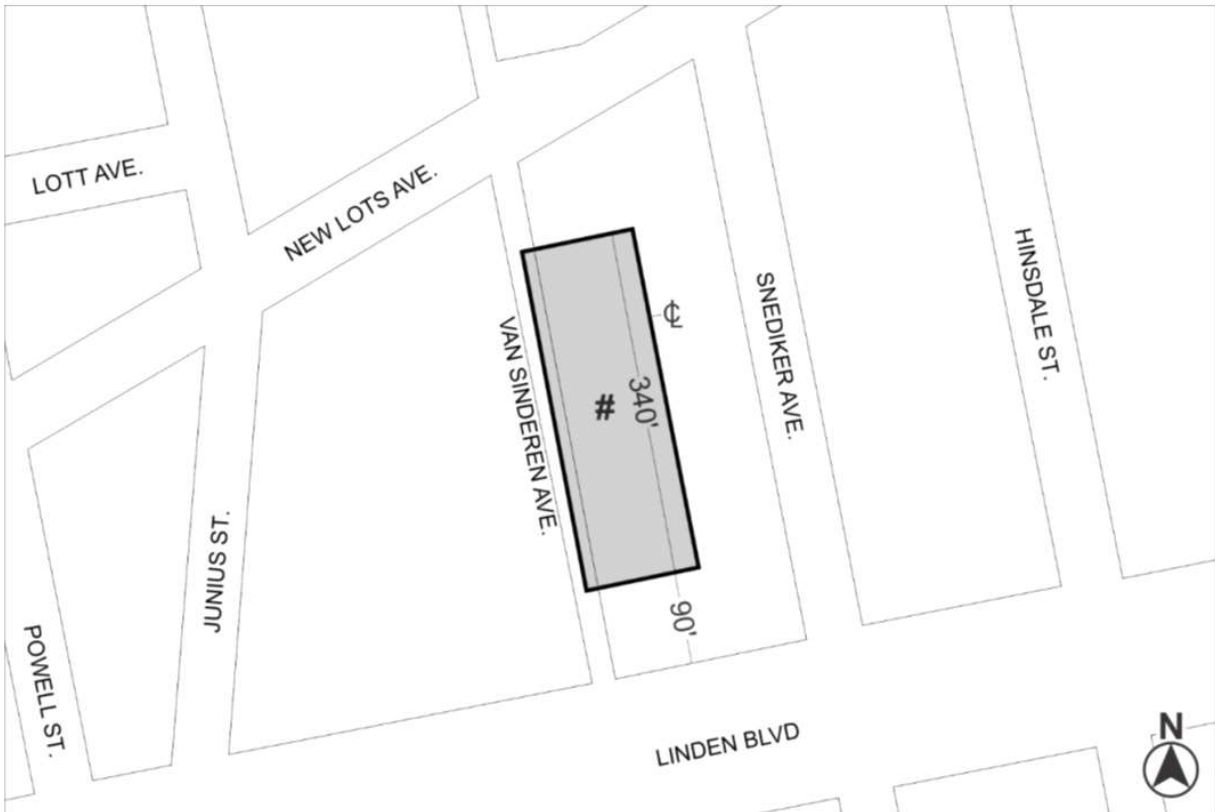 LOTT AVE.
NEW LOTS AVE.
HINSDALE ST.
SNEDIKER AVE.
℄
VAN SINDEREN AVE.
340'
#
JUNIUS ST.
90'
POWELL ST.
LINDEN BLVD
N